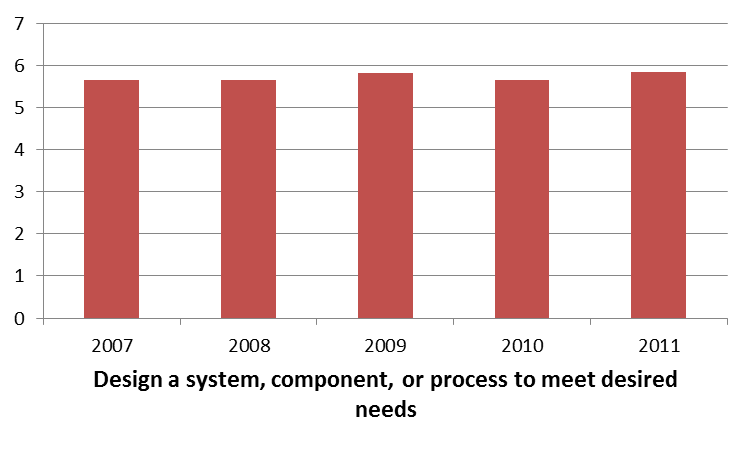 7
6
5
4
3
2
1
0
2007 2008 2009 2010 2011
Design a system, component, or process to meet desired
needs